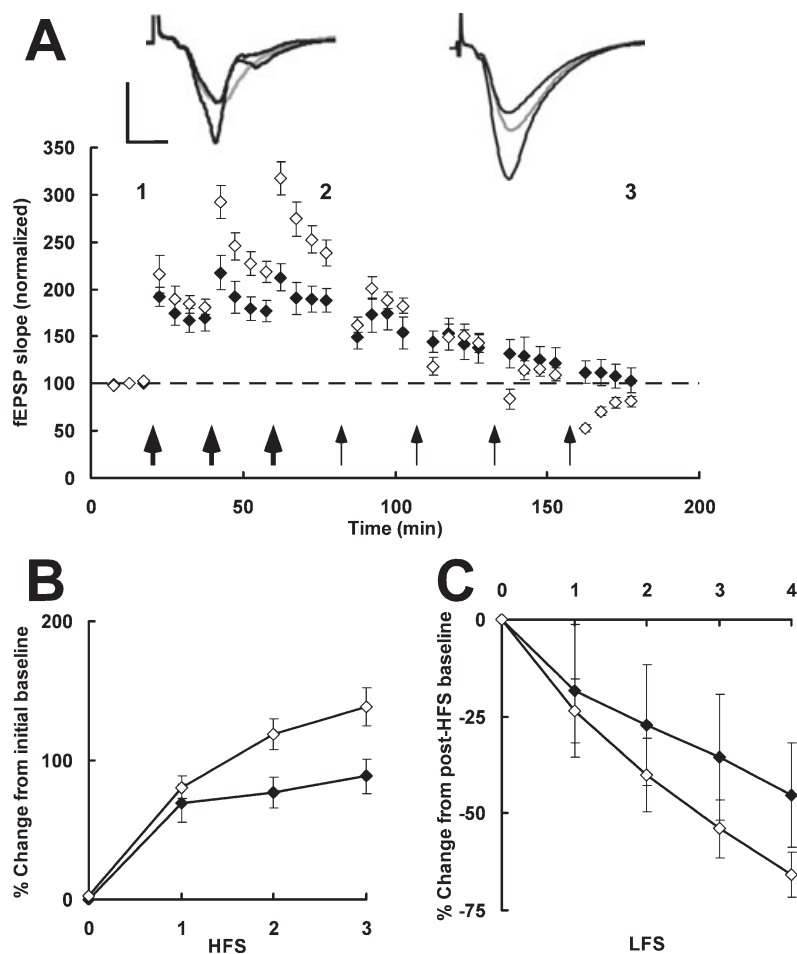 A
1 2 3
fEPSP slope (normalized)
350
300
250
200
150
100
50
0
0 50 100 150 200
Time (min)
B
% Change from initial baseline
200
100
0
0 1 2 3
HFS
C
0 1 2 3 4
% Change from post-HFS baseline
0
-25
-50
-75
LFS